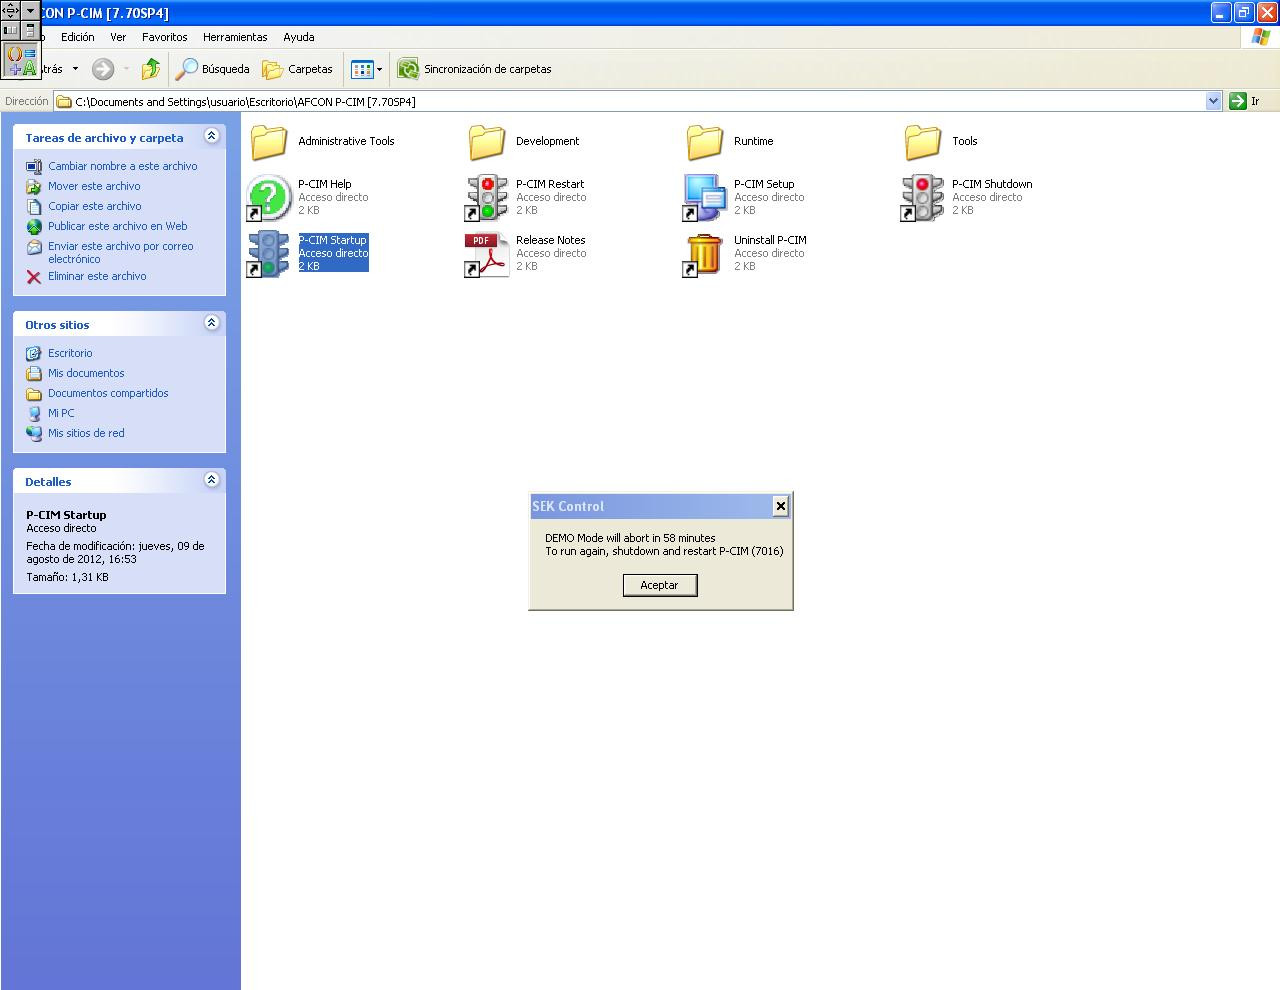 CON P-CIM [7.70SP4]
Edición Ver Favoritos Herramientas Ayuda
trás Búsqueda Carpetas Sincronización de carpetas
Dirección C:\Documents and Settings\usuario\Escritorio\AFCON P-CIM [7.70SP4] Ir
Tareas de archivo y carpeta
Cambiar nombre a este archivo
Mover este archivo
Copiar este archivo
Publicar este archivo en Web
Enviar este archivo por correo
electrónico
Eliminar este archivo
Otros sitios
Escritorio
Mis documentos
Documentos compartidos
Mi PC
Mis sitios de red
Detalles
P-CIM Startup
Acceso directo
Fecha de modificación: jueves, 09 de
agosto de 2012, 16:53
Tamaño: 1,31 KB
Administrative Tools
Development
Runtime
Tools
P-CIM Help
Acceso directo
2 KB
P-CIM Restart
Acceso directo
2 KB
P-CIM Setup
Acceso directo
2 KB
P-CIM Shutdown
Acceso directo
2 KB
P-CIM Startup
Acceso directo
2 KB
PDF
Release Notes
Acceso directo
2 KB
Uninstall P-CIM
Acceso directo
2 KB
SEK Control
DEMO Mode will abort in 58 minutes
To run again, shutdown and restart P-CIM (7016)
Aceptar